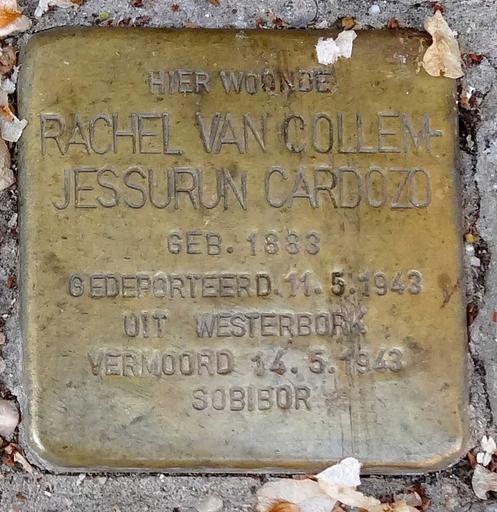 HIER WOONDE
RACHEL VAN COLLEM-
JESSURUN CARDOZO
GEB. 1883
GEDEPORTEERD 11.5.1943
UIT WESTERBORK
VERMOORD 14.5.1943
SOBIBOR